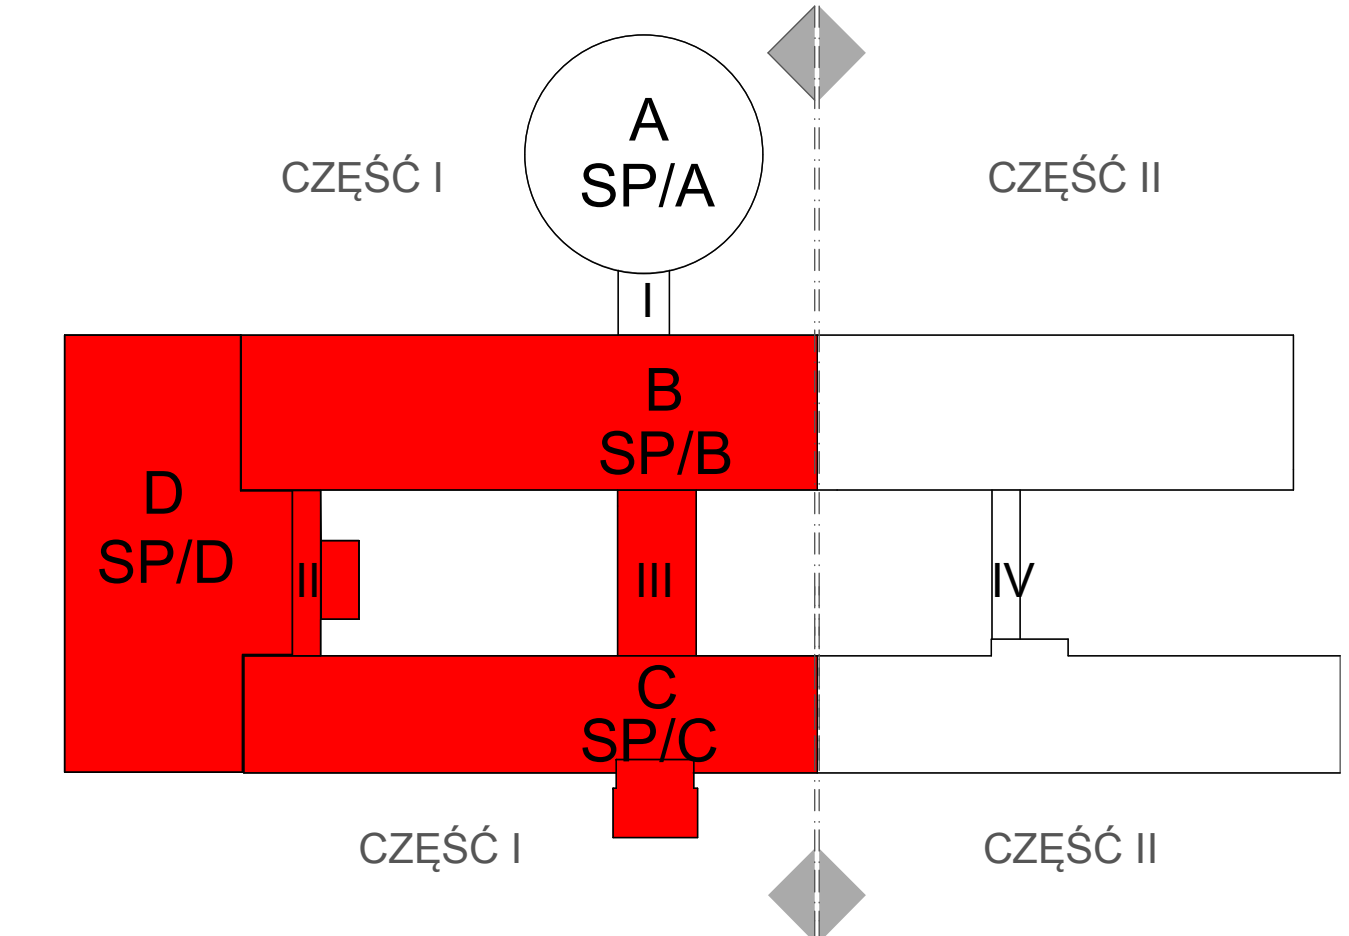 A
SP/A
CZĘŚĆ I
CZĘŚĆ II
I
B
SP/B
D
SP/D
II
III
IV
C
SP/C
CZĘŚĆ I
CZĘŚĆ II